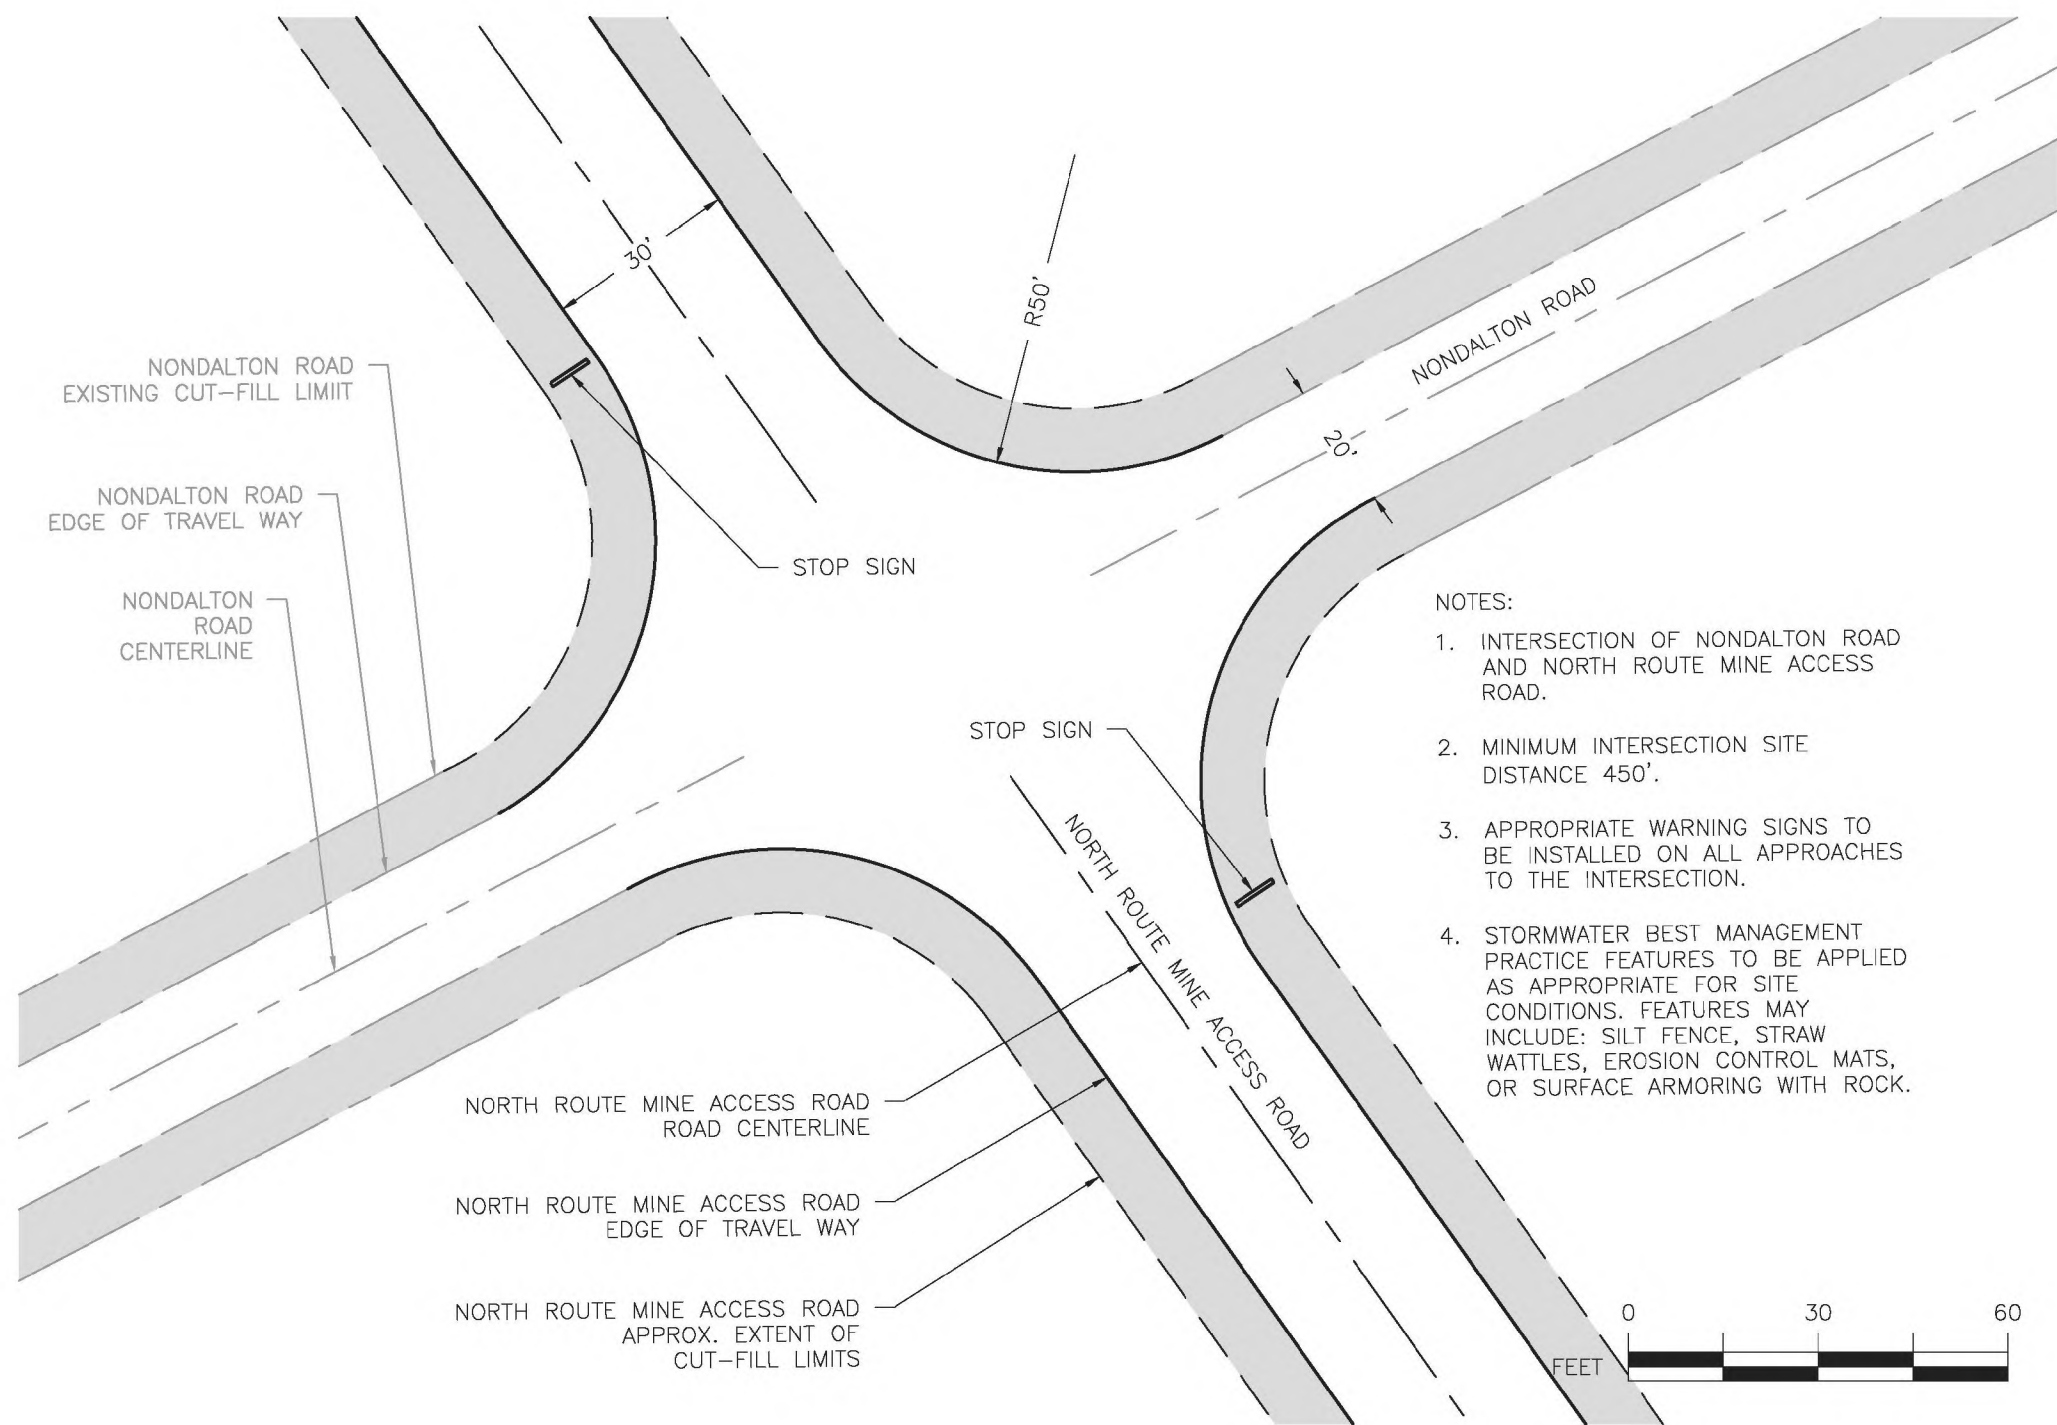 30'
R50'
NONDALTON ROAD
20'
NONDALTON ROAD
EXISTING CUT-FILL LIMIIT
NONDALTON ROAD
EDGE OF TRAVEL WAY
NONDALTON
ROAD
CENTERLINE
STOP SIGN
STOP SIGN
NORTH ROUTE MINE ACCESS ROAD
NOTES:
1. INTERSECTION OF NONDALTON ROAD
AND NORTH ROUTE MINE ACCESS
ROAD.
2. MINIMUM INTERSECTION SITE
DISTANCE 450'.
3. APPROPRIATE WARNING SIGNS TO
BE INSTALLED ON ALL APPROACHES
TO THE INTERSECTION.
4. STORMWATER BEST MANAGEMENT
PRACTICE FEATURES TO BE APPLIED
AS APPROPRIATE FOR SITE
CONDITIONS. FEATURES MAY
INCLUDE: SILT FENCE, STRAW
WATTLES, EROSION CONTROL MATS,
OR SURFACE ARMORING WITH ROCK.
NORTH ROUTE MINE ACCESS ROAD
ROAD CENTERLINE
NORTH ROUTE MINE ACCESS ROAD
EDGE OF TRAVEL WAY
NORTH ROUTE MINE ACCESS ROAD
APPROX. EXTENT OF
CUT-FILL LIMITS
0 30 60
FEET